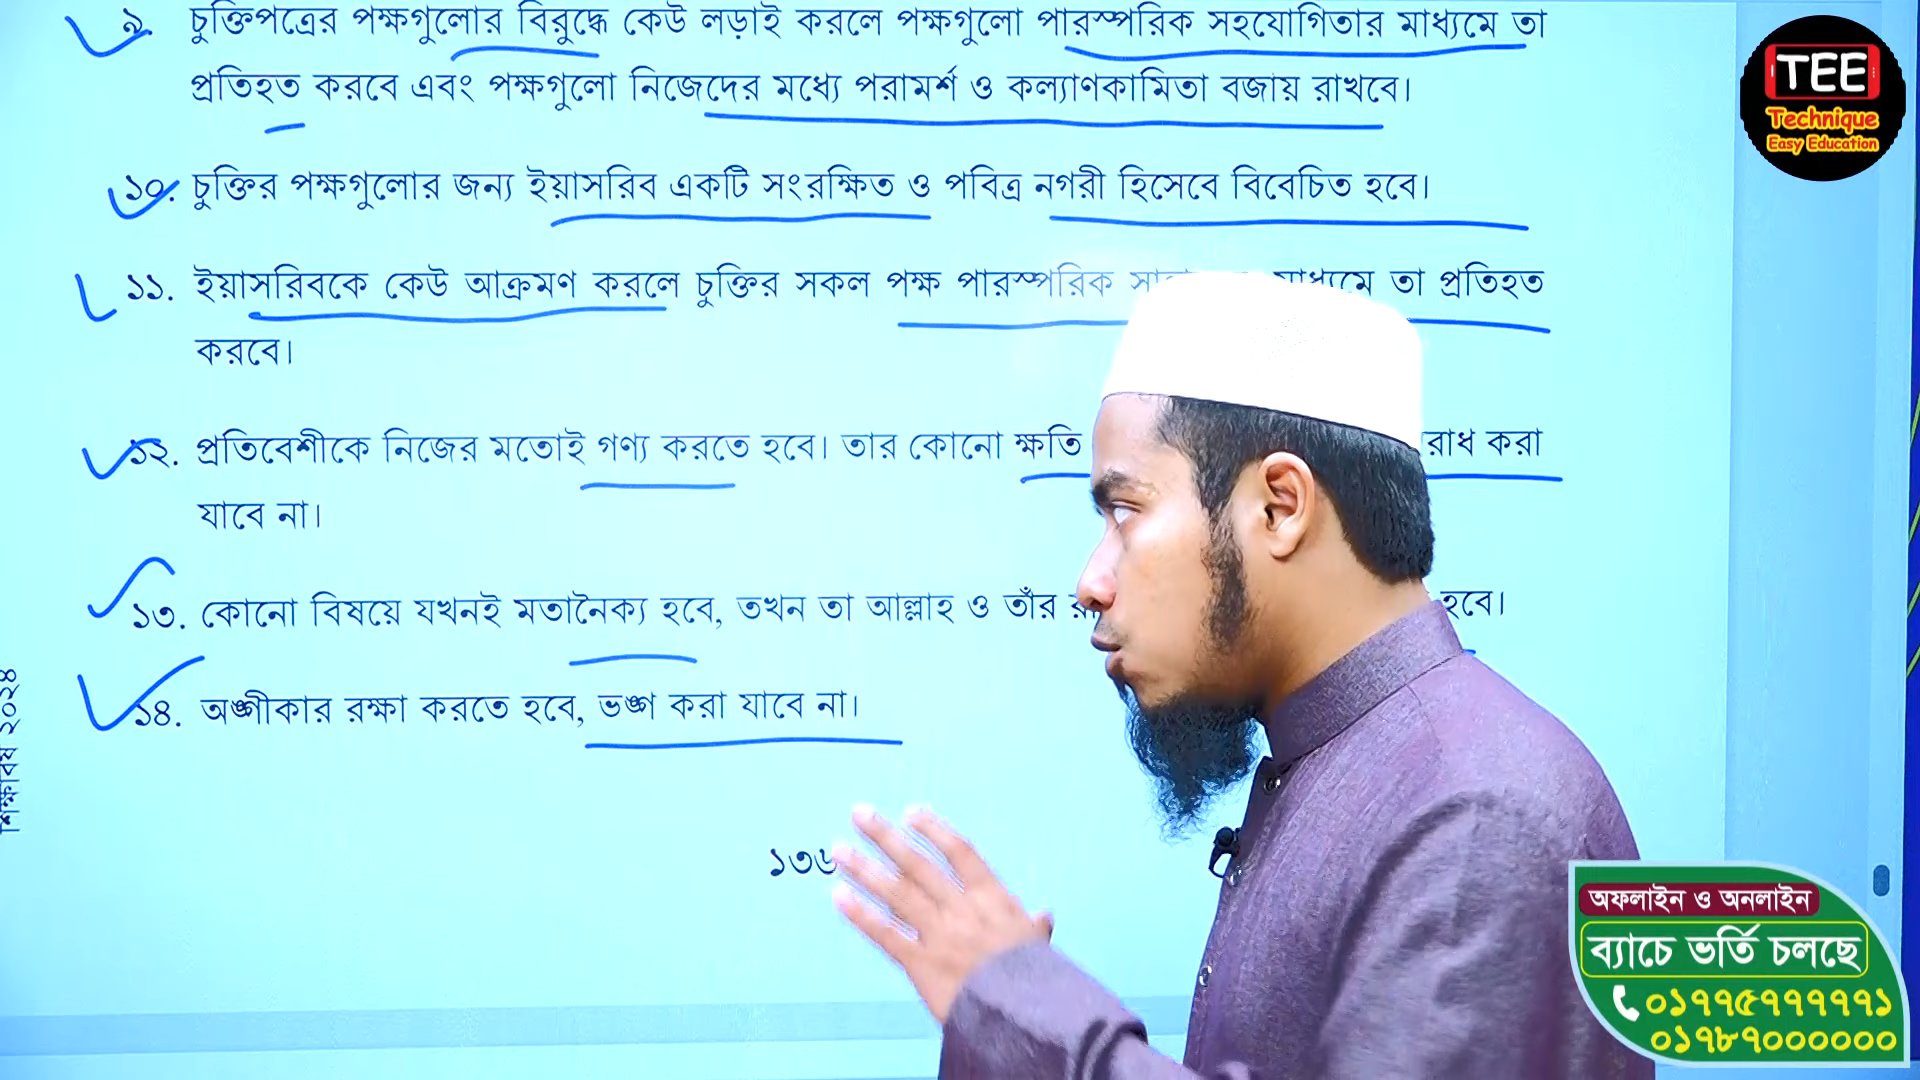 ৯. চুক্তিপত্রের পক্ষগুলোর বিরুদ্ধে কেউ লড়াই করলে পক্ষগুলো পারস্পরিক সহযোগিতার মাধ্যমে তা
প্রতিহত করবে এবং পক্ষগুলো নিজেদের মধ্যে পরামর্শ ও কল্যাণকামিতা বজায় রাখবে।
১০. চুক্তির পক্ষগুলোর জন্য ইয়াসরিব একটি সংরক্ষিত ও পবিত্র নগরী হিসেবে বিবেচিত হবে।
১১. ইয়াসরিবকে কেউ আক্রমণ করলে চুক্তির সকল পক্ষ পারস্পরিক মাধ্যমে তা প্রতিহত
করবে।
১২. প্রতিবেশীকে নিজের মতোই গণ্য করতে হবে। তার কোনো ক্ষতি করা
যাবে না।
১৩. কোনো বিষয়ে যখনই মতানৈক্য হবে, তখন তা আল্লাহ ও তাঁর হবে।
১৪. অঙ্গীকার রক্ষা করতে হবে, ভঙ্গ করা যাবে না।
১৩৬
শিক্ষাবর্ষ ২০২৪
TEE
Technique
Easy Education
অফলাইন ও অনলাইন
ব্যাচে ভর্তি চলছে
০১৭৭৫৭৭৭৭৭১
০১৭৮৭০০০০০০